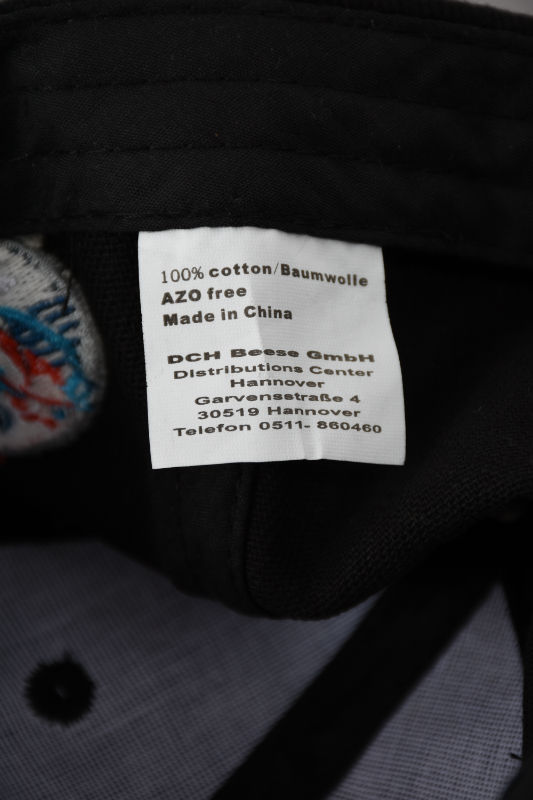 100% cotton/Baumwolle
AZO free
Made in China
DCH Beese GmbH
Distributions Center
Hannover
Garvensstraße 4
30519 Hannover
Telefon 0511- 860460